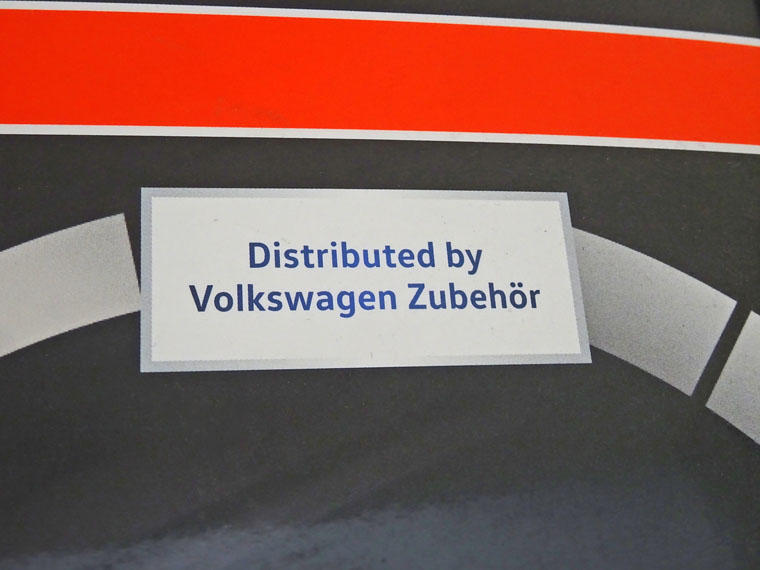 Distributed by
Volkswagen Zubehör